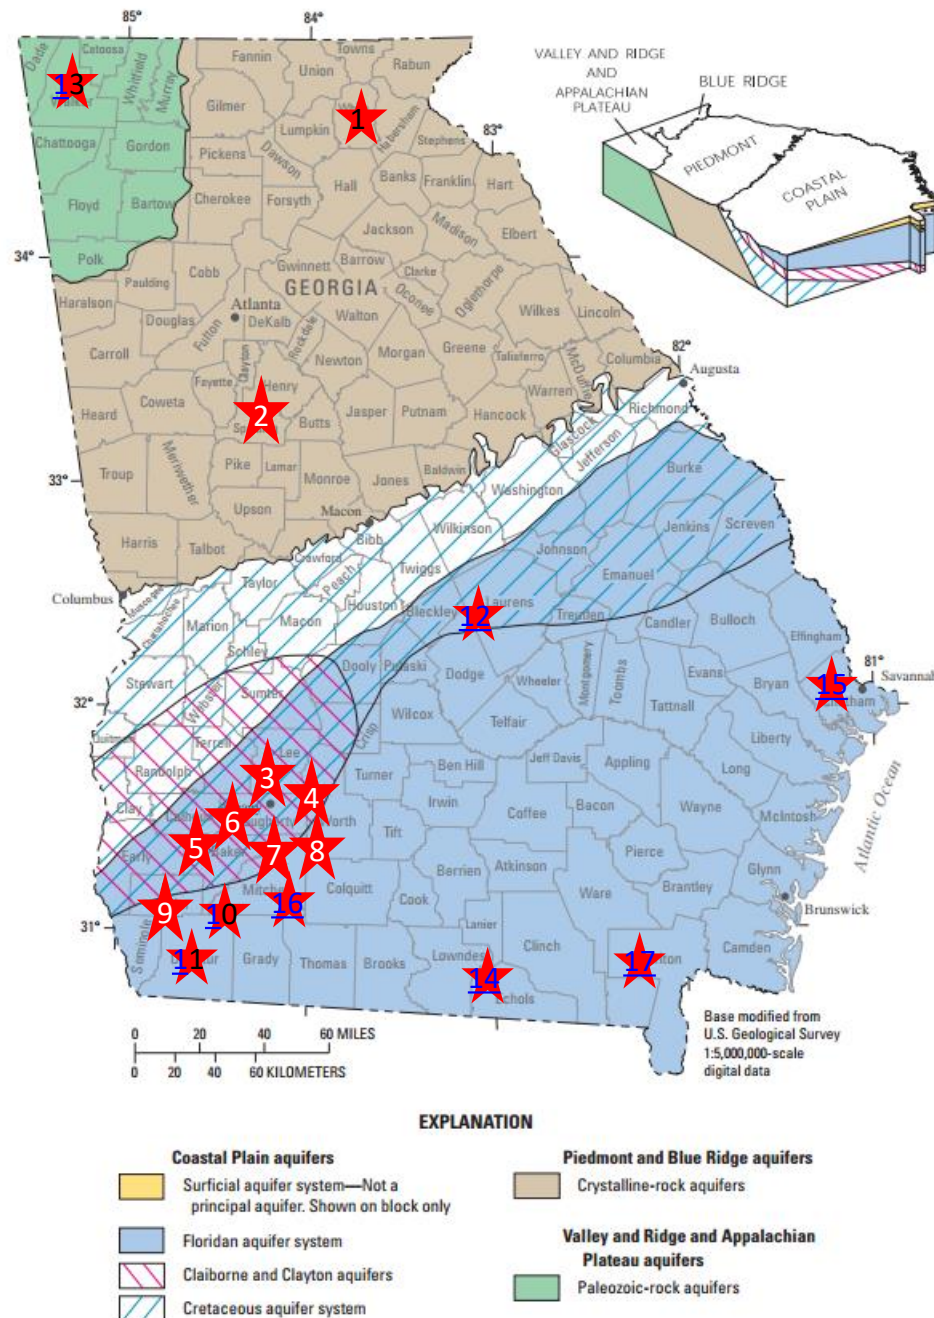 85°
84°
VALLEY AND RIDGE
AND
APPALACHIAN
PLATEAU
BLUE RIDGE
PIEDMONT
COASTAL
PLAIN
Dade
Catoosa
Whitfield
Murray
Fannin
Towns
Union
Rabun
13
Gilmer
1
Lumpkin
Habersham
83°
Chattooga
Gordon
Pickens
Dawson
Stephens
Hall
Banks
Franklin
Hart
Floyd
Bartow
Cherokee
Forsyth
Jackson
Madison
Elbert
34°
Polk
Cobb
Gwinnett
Barrow
Clarke
Oconee
Oglethorpe
Paulding
GEORGIA
Haralson
Atlanta
DeKalb
Walton
Wilkes
Lincoln
Douglas
Fulton
Rockdale
Morgan
Greene
Taliaferro
McDuffie
Columbia
82°
Carroll
Clayton
Newton
Augusta
Fayette
Henry
Warren
Heard
Coweta
2
Butts
Jasper
Putnam
Hancock
Richmond
Glascock
Jefferson
Troup
Meriwether
Pike
Lamar
Monroe
Jones
Baldwin
Washington
Burke
33°
Upson
Macon
Wilkinson
Jenkins
Screven
Harris
Talbot
Bibb
Crawford
Twiggs
Johnson
Emanuel
Columbus
Muscogee
Chattahoochee
Taylor
Peach
Houston
Bleckley
Laurens
Treutlen
12
Marion
Macon
Candler
Bulloch
Effingham
Schley
Stewart
Webster
Sumter
Dooly
Pulaski
Dodge
Wheeler
Montgomery
Toombs
Evans
Bryan
15
81°
Savannah
32°
Quitman
Terrell
Crisp
Wilcox
Telfair
Tattnall
Liberty
Randolph
Lee
3
Turner
Ben Hill
Jeff Davis
Appling
Long
Clay
4
Irwin
Coffee
Bacon
Wayne
McIntosh
6
Tift
Early
5
Baker
7
8
Pierce
Atlantic Ocean
Berrien
Atkinson
Glynn
9
10
16
Colquitt
Cook
Ware
Brantley
Brunswick
31°
Lanier
Seminole
11
Grady
Thomas
Brooks
Lowndes
Clinch
17
Camden
14
Echols
0 20 40 60 MILES
0 20 40 60 KILOMETERS
Base modified from
U.S. Geological Survey
1:5,000,000-scale
digital data
EXPLANATION
Coastal Plain aquifers
Surficial aquifer system—Not a
principal aquifer. Shown on block only
Floridan aquifer system
Claiborne and Clayton aquifers
Cretaceous aquifer system
Piedmont and Blue Ridge aquifers
Crystalline-rock aquifers
Valley and Ridge and Appalachian
Plateau aquifers
Paleozoic-rock aquifers